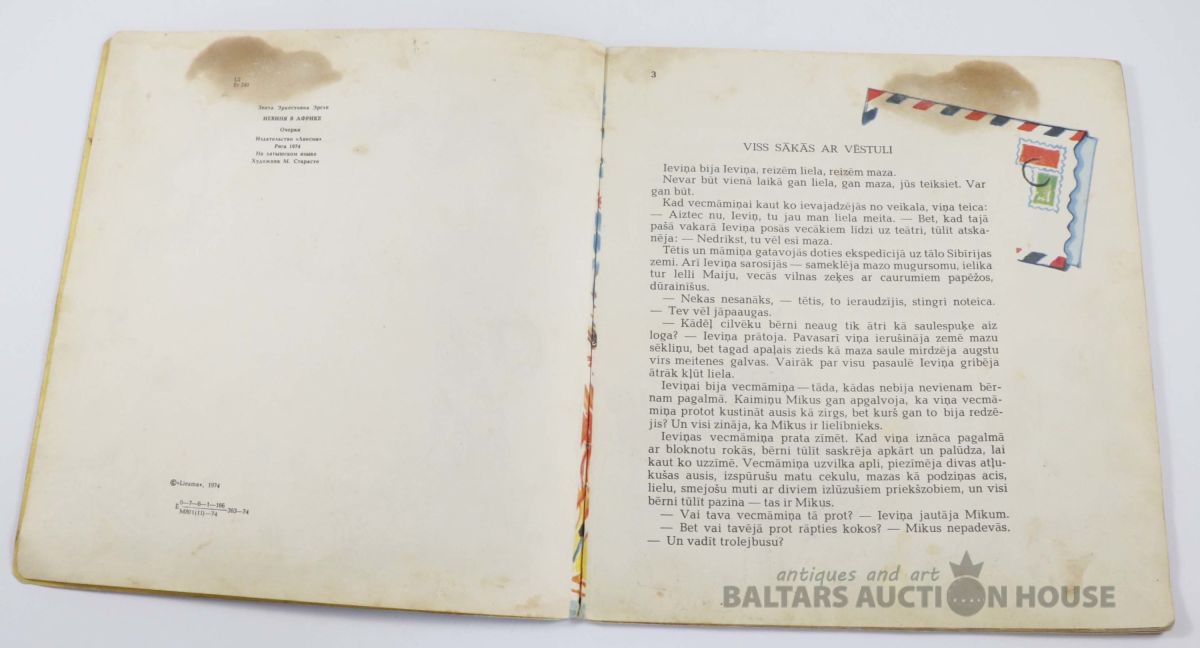 Звата Эрнестовна Эрсле
ИЕВИНЯ В АФРИКЕ
Очерки
Издательство «Лиесма»
Рига 1974
На латышском языке
Художник М. Старасте
©«Liesma», 1974
3
VISS SĀKĀS AR VĒSTULI
Ieviņa bija Ieviņa, reizēm liela, reizēm maza.
Nevar būt vienā laikā gan liela, gan maza, jūs teiksiet. Var
gan būt.
Kad vecmāmiņai kaut ko ievajadzējās no veikala, viņa teica:
— Aiztec nu, Ieviņ, tu jau man liela meita. — Bet, kad tajā
pašā vakarā Ieviņa posās vecākiem līdzi uz teātri, tūlīt atska-
nēja: — Nedrīkst, tu vēl esi maza.
Tētis un māmiņa gatavojās doties ekspedīcijā uz tālo Sibīrijas
zemi. Arī Ieviņa sarosījās — sameklēja mazo mugursomu, ielika
tur lelli Maiju, vecās vilnas zeķes ar caurumiem papēžos,
dūrainīšus.
— Nekas nesanāks, — tētis, to ieraudzījis, stingri noteica.
— Tev vēl jāpaaugas.
— Kādēļ cilvēku bērni neaug tik ātri kā saulespuķe aiz
loga? — Ieviņa prātoja. Pavasarī viņa ierušināja zemē mazu
sēkliņu, bet tagad apaļais zieds kā maza saule mirdzēja augstu
virs meitenes galvas. Vairāk par visu pasaulē Ieviņa gribēja
ātrāk kļūt liela.
Ieviņai bija vecmāmiņa — tāda, kādas nebija nevienam bēr-
nam pagalmā. Kaimiņu Mikus gan apgalvoja, ka viņa vecmā-
miņa protot kustināt ausis kā zirgs, bet kurš gan to bija redzē-
jis? Un visi zināja, ka Mikus ir lielībnieks.
Ieviņas vecmāmiņa prata zīmēt. Kad viņa iznāca pagalmā
ar bloknotu rokās, bērni tūlīt saskrēja apkārt un palūdza, lai
kaut ko uzzīmē. Vecmāmiņa uzvilka apli, piezīmēja divas atļu-
kušas ausis, izspūrušu matu cekulu, mazas kā podziņas acis,
lielu, smejošu muti ar diviem izlūzušiem priekšzobiem, un visi
bērni tūlīt pazina — tas ir Mikus.
— Vai tava vecmāmiņa tā prot? — Ieviņa jautāja Mikum.
— Bet vai tavējā prot rāpties kokos? — Mikus nepadevās.
— Un vadīt trolejbusu?
antiques and art
BALTARS AUCTION HOUSE